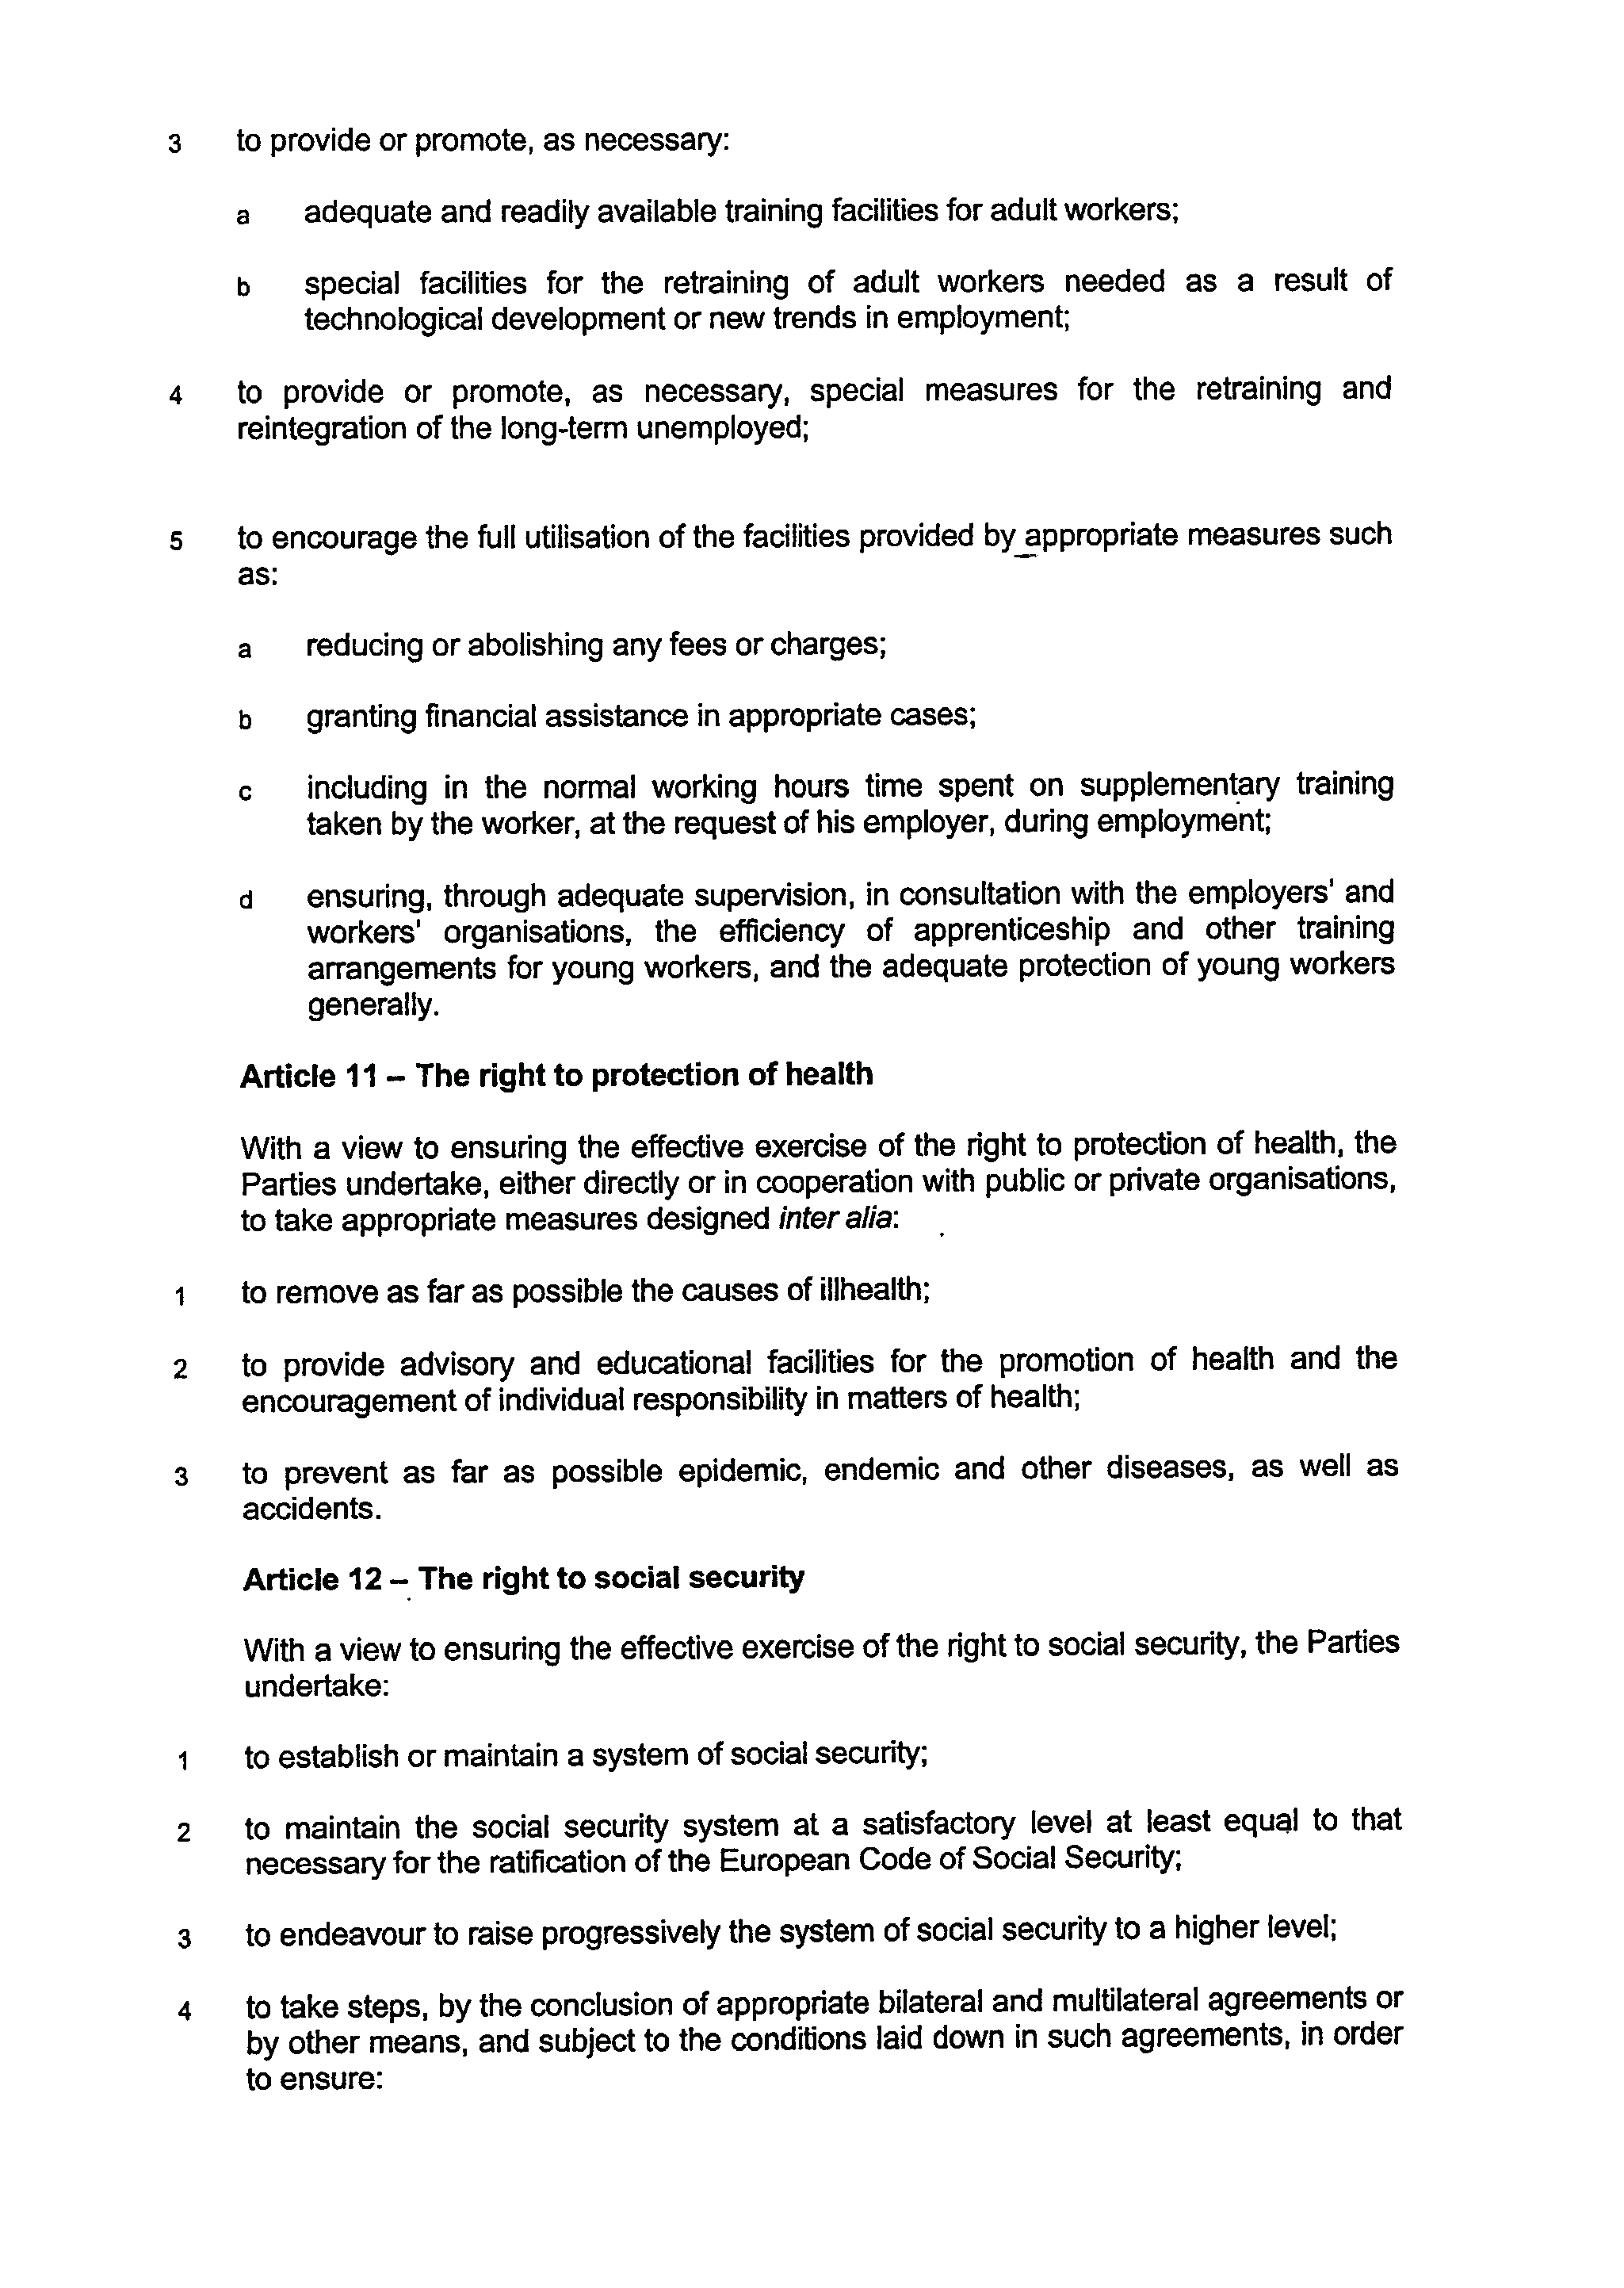 3 to provide or promote, as necessary:
a adequate and readily available training facilities for adult workers;
b special facilities for the retraining of adult workers needed as a result of
technological development or new trends in employment;
4 to provide or promote, as necessary, special measures for the retraining and
reintegration of the long-term unemployed;
5 to encourage the full utilisation of the facilities provided by appropriate measures such
as:
a reducing or abolishing any fees or charges;
b granting financial assistance in appropriate cases;
c including in the normal working hours time spent on supplementary training
taken by the worker, at the request of his employer, during employment;
d ensuring, through adequate supervision, in consultation with the employers' and
workers' organisations, the efficiency of apprenticeship and other training
arrangements for young workers, and the adequate protection of young workers
generally.
Article 11 – The right to protection of health
With a view to ensuring the effective exercise of the right to protection of health, the
Parties undertake, either directly or in cooperation with public or private organisations,
to take appropriate measures designed inter alia:
1 to remove as far as possible the causes of illhealth;
2 to provide advisory and educational facilities for the promotion of health and the
encouragement of individual responsibility in matters of health;
3 to prevent as far as possible epidemic, endemic and other diseases, as well as
accidents.
Article 12 – The right to social security
With a view to ensuring the effective exercise of the right to social security, the Parties
undertake:
1 to establish or maintain a system of social security;
2 to maintain the social security system at a satisfactory level at least equal to that
necessary for the ratification of the European Code of Social Security;
3 to endeavour to raise progressively the system of social security to a higher level;
4 to take steps, by the conclusion of appropriate bilateral and multilateral agreements or
by other means, and subject to the conditions laid down in such agreements, in order
to ensure: